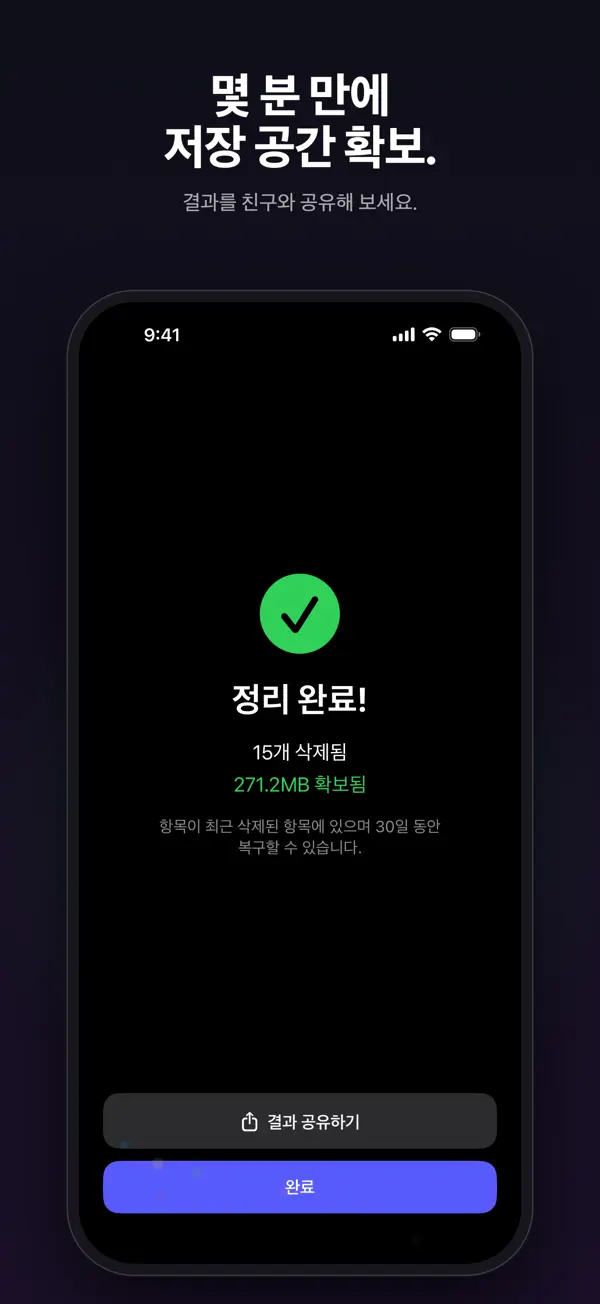 몇 분 만에
저장 공간 확보.
결과를 친구와 공유해 보세요.
9:41
정리 완료!
15개 삭제됨
271.2MB 확보됨
항목이 최근 삭제된 항목에 있으며 30일 동안
복구할 수 있습니다.
결과 공유하기
완료